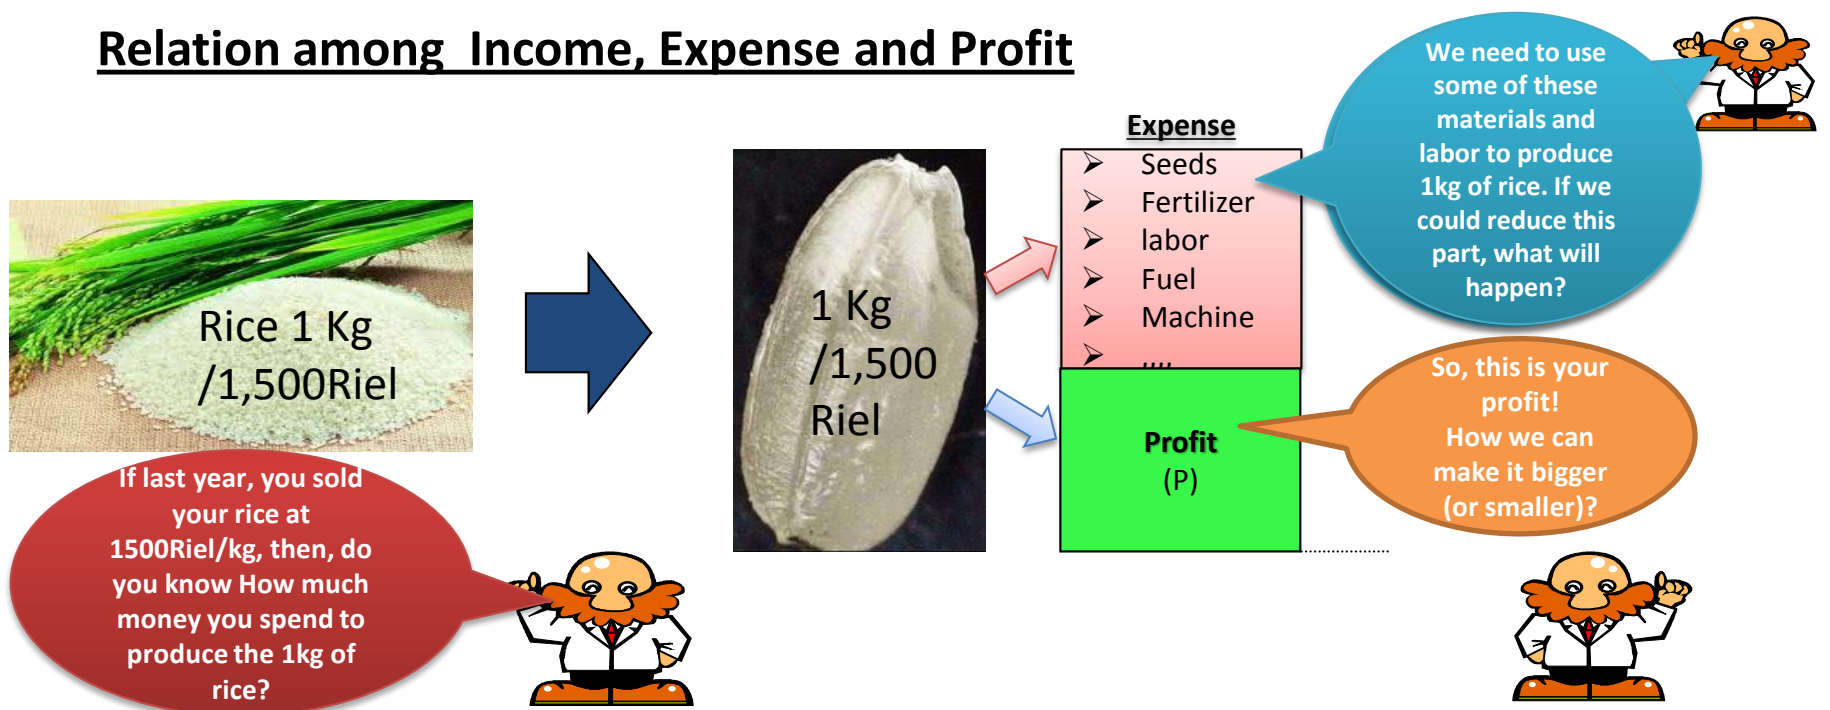 Relation among  Income, Expense and Profit
Rice 1 Kg
/1,500Riel
If last year, you sold
your rice at
1500Riel/kg, then, do
you know How much
money you spend to
produce the 1kg of
rice?
1 Kg
/1,500
Riel
Expense
➢ Seeds
➢ Fertilizer
➢ labor
➢ Fuel
➢ Machine
➢ ,,,,
Profit
(P)
We need to use
some of these
materials and
labor to produce
1kg of rice. If we
could reduce this
part, what will
happen?
So, this is your
profit!
How we can
make it bigger
(or smaller)?